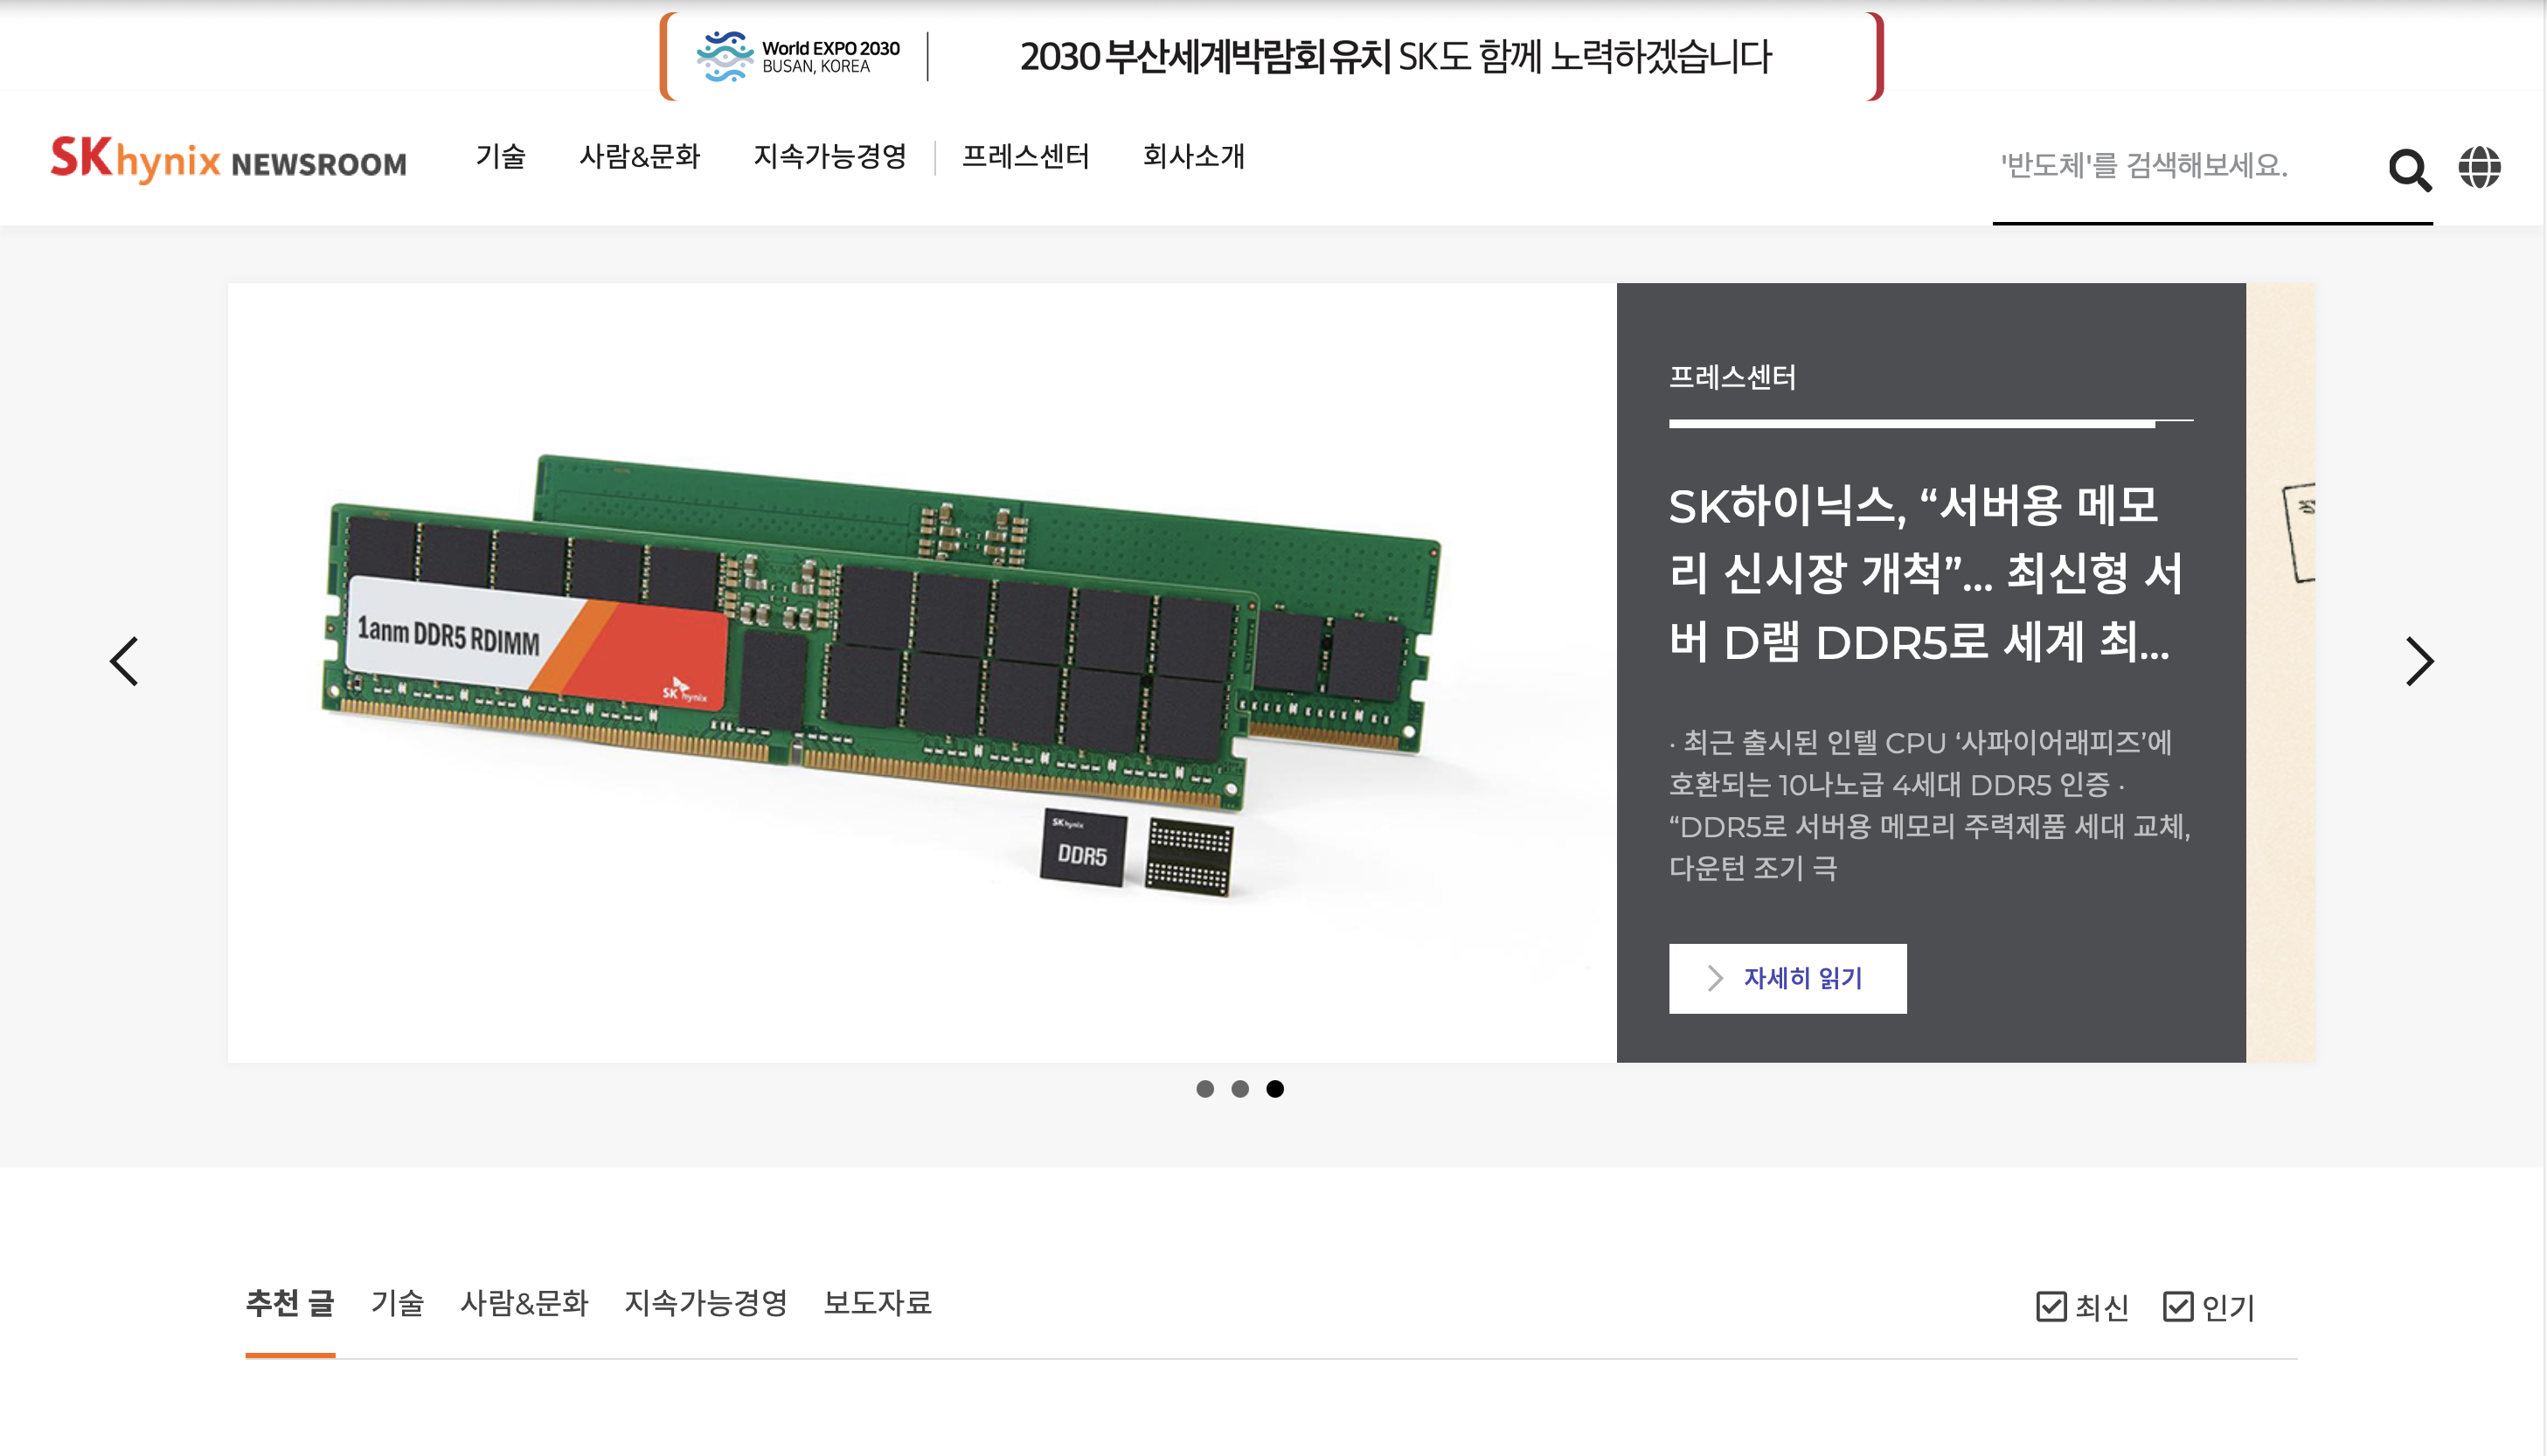 World EXPO 2030
BUSAN, KOREA
2030 부산세계박람회 유치 SK도 함께 노력하겠습니다
SK hynix NEWSROOM
기술 사람&문화 지속가능경영 프레스센터 회사소개
'반도체'를 검색해보세요.
프레스센터
SK하이닉스, “서버용 메모
리 신시장 개척”… 최신형 서
버 D램 DDR5로 세계 최...
· 최근 출시된 인텔 CPU ‘사파이어래피즈’에
호환되는 10나노급 4세대 DDR5 인증 ·
“DDR5로 서버용 메모리 주력제품 세대 교체,
다운턴 조기 극
자세히 읽기
1anm DDR5 RDIMM
SK hynix
SK hynix
DDR5
추천 글 기술 사람&문화 지속가능경영 보도자료
최신 인기